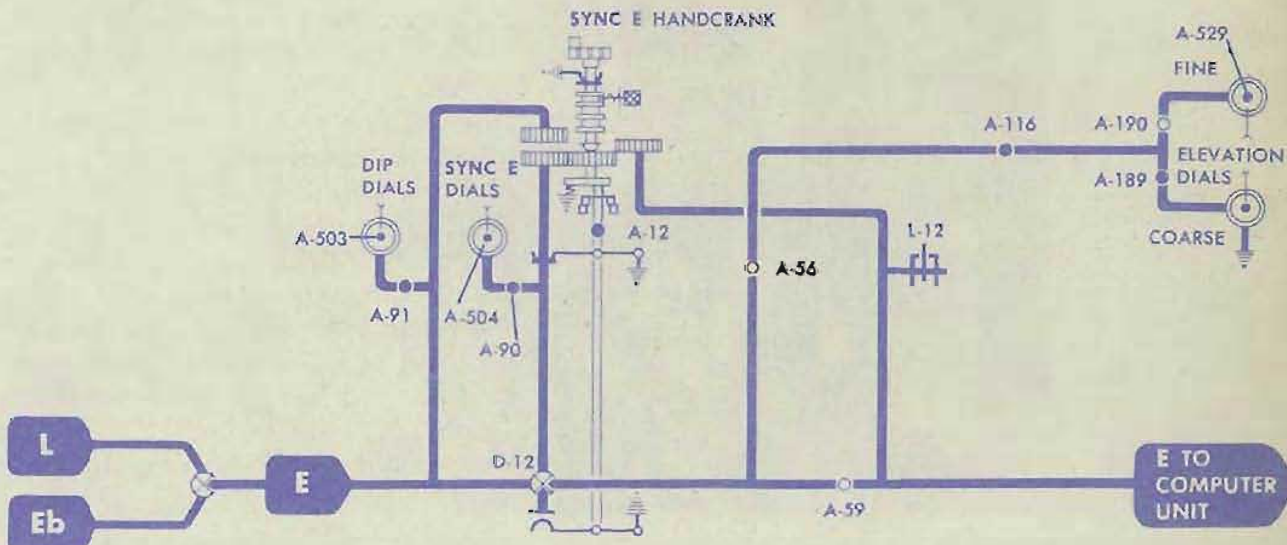 SYNC E HANDCRANK
A-529
FINE
A-116
A-190
DIP
DIALS
SYNC E
DIALS
ELEVATION
DIALS
A-189
A-503
A-12
L-12
COARSE
A-56
A-91
A-504
A-90
L
D-12
E
E TO
COMPUTER
UNIT
Eb
A-59